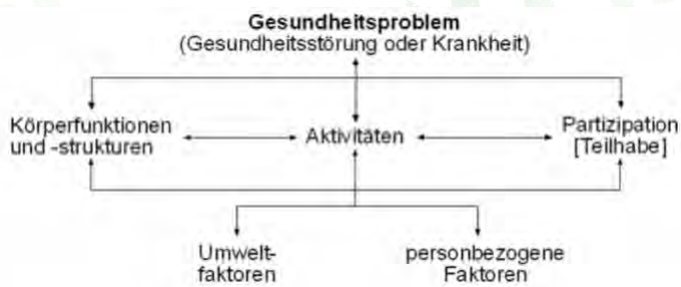 Gesundheitsproblem
(Gesundheitsstörung oder Krankheit)
Körperfunktionen
und -strukturen
Aktivitäten
Partizipation
[Teilhabe]
Umwelt-
faktoren
personbezogene
Faktoren